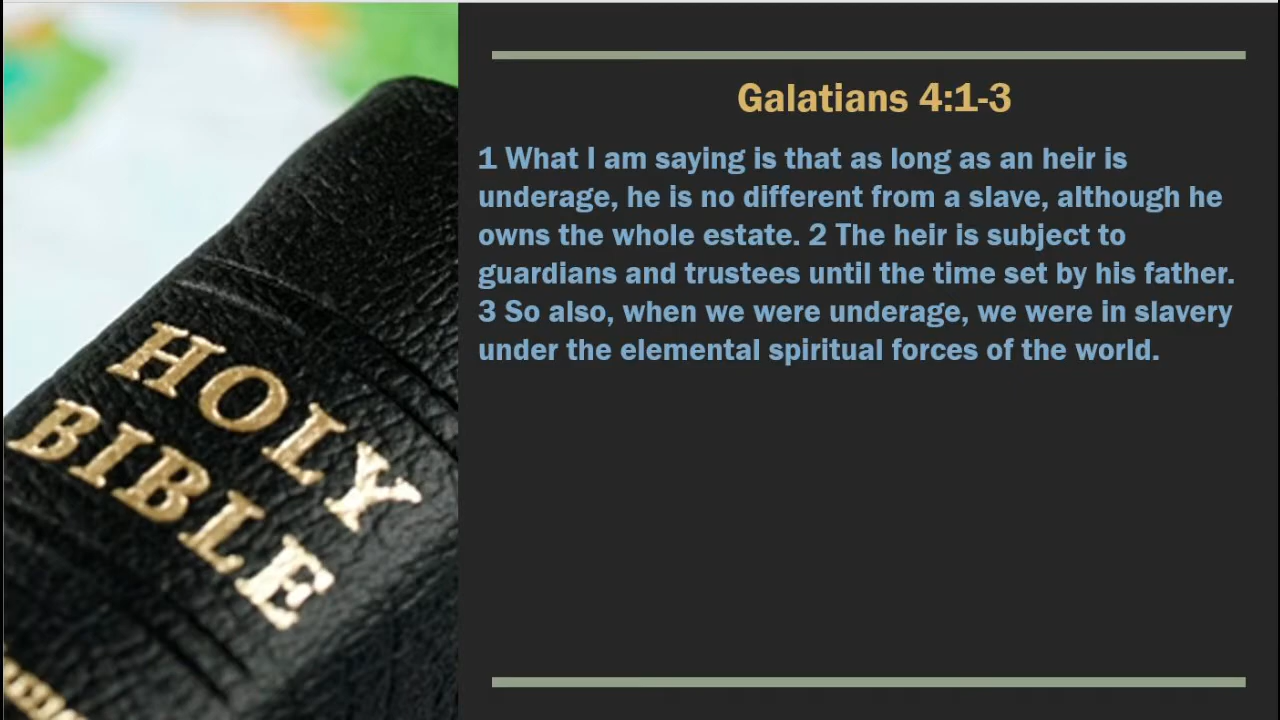 HOLY
BIBLE
Galatians 4:1-3
1 What I am saying is that as long as an heir is
underage, he is no different from a slave, although he
owns the whole estate. 2 The heir is subject to
guardians and trustees until the time set by his father.
3 So also, when we were underage, we were in slavery
under the elemental spiritual forces of the world.